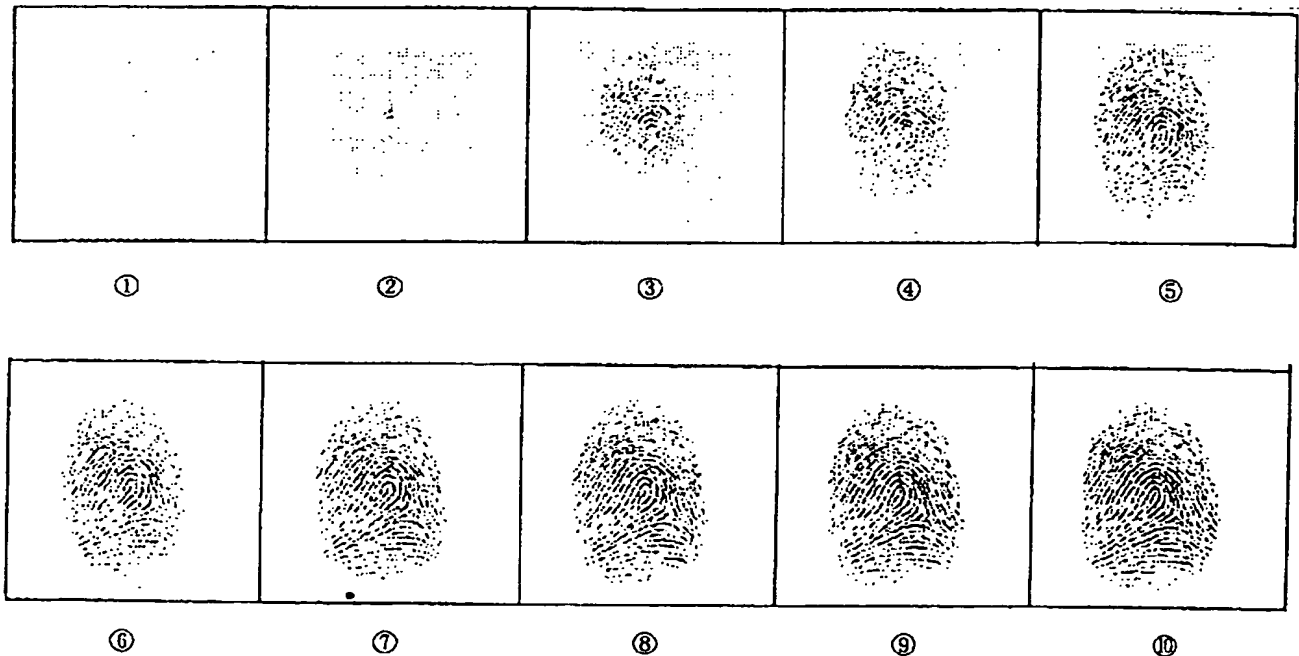 ① ② ③ ④ ⑤
⑥ ⑦ ⑧ ⑨ ⑩